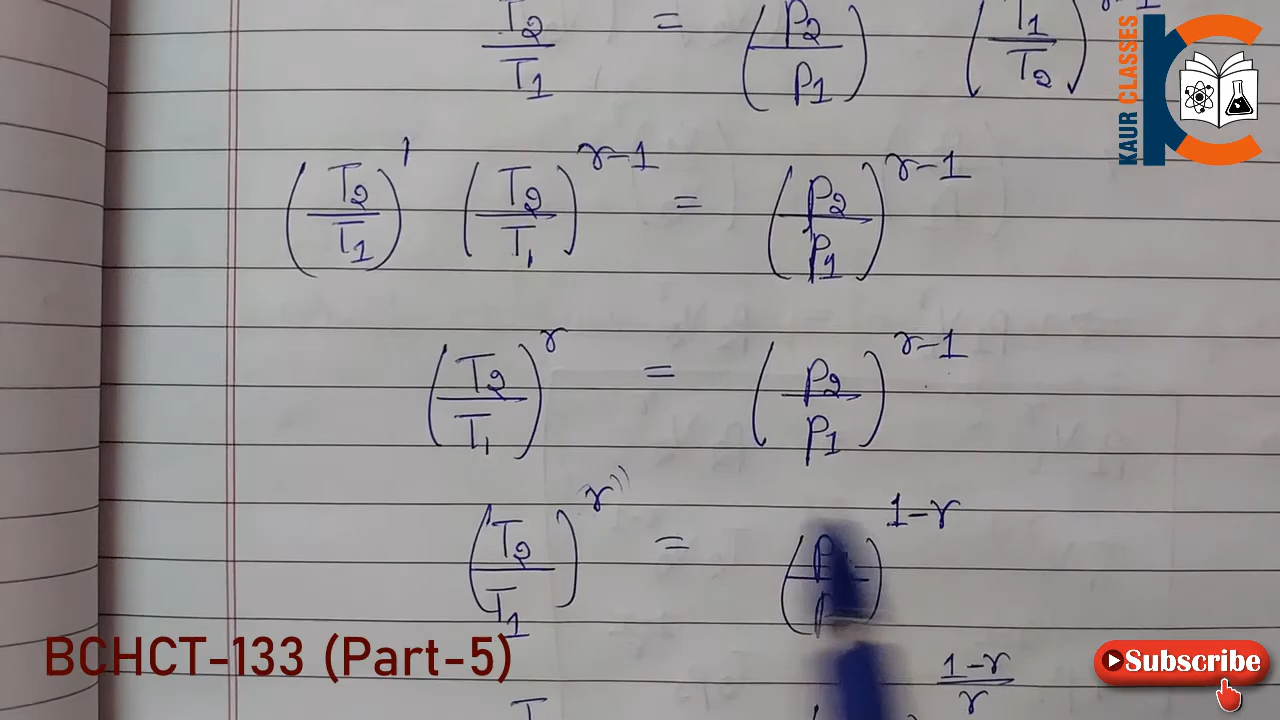 T2/T1 = (P2/P1) (T1/T2)^γ-1
(T2/T1)^1 (T2/T1)^γ-1 = (P2/P1)^γ-1
(T2/T1)^γ = (P2/P1)^γ-1
(T2/T1)^γ = (P/P)^1-γ
T 1-γ/γ
KAUR CLASSES
BCHCT-133 (Part-5)
Subscribe